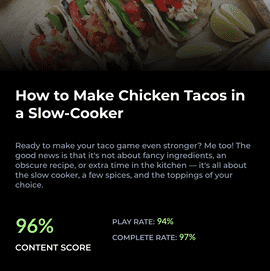 How to Make Chicken Tacos in
a Slow-Cooker
Ready to make your taco game even stronger? Me too! The
good news is that it's not about fancy ingredients, an
obscure recipe, or extra time in the kitchen — it's all about
the slow cooker, a few spices, and the toppings of your
choice.
96%
CONTENT SCORE
PLAY RATE: 94%
COMPLETE RATE: 97%